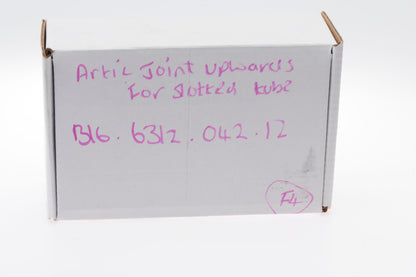 Artic Joint upwards
for slotted tube
B16.6312.042.12
F4